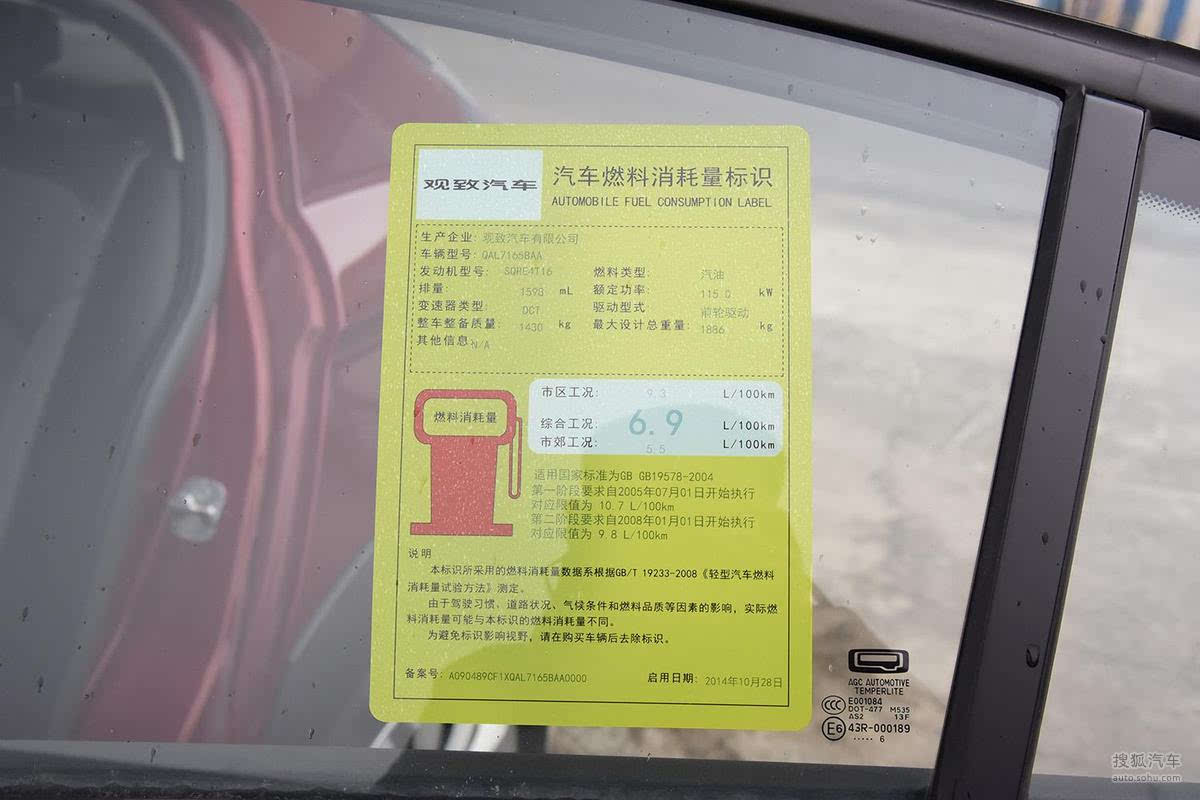 观致汽车
汽车燃料消耗量标识
AUTOMOBILE FUEL CONSUMPTION LABEL
生产企业: 观致汽车有限公司
车辆型号: QAL7165BAA
发动机型号: SQRE4T16 燃料类型: 汽油
排量: 1598 mL 额定功率: 115.0 kW
变速器类型: DCT 驱动型式: 前轮驱动
整车整备质量: 1430 kg 最大设计总质量: 1886 kg
其他信息: N/A
燃料消耗量
市区工况: 9.3 L/100km
综合工况: 6.9 L/100km
市郊工况: 5.5 L/100km
适用国家标准为GB GB19578-2004
第一阶段要求自2005年07月01日开始执行
对应限值为 10.7 L/100km
第二阶段要求自2008年01月01日开始执行
对应限值为 9.8 L/100km
说明
本标识所采用的燃料消耗量数据系根据GB/T 19233-2008《轻型汽车燃料
消耗量试验方法》测定。
由于驾驶习惯、道路状况、气候条件和燃料品质等因素的影响，实际燃
料消耗量可能与本标识的燃料消耗量不同。
为避免标识影响视野，请在购买车辆后去除标识。
备案号: A090489CF1XQAL7165BAA0000 启用日期: 2014年10月28日
AGC AUTOMOTIVE
TEMPERLITE
CCC E001084
DOT-477 M535
AS2 13F
E6 43R-000189
..... 6
搜狐汽车
auto.sohu.com